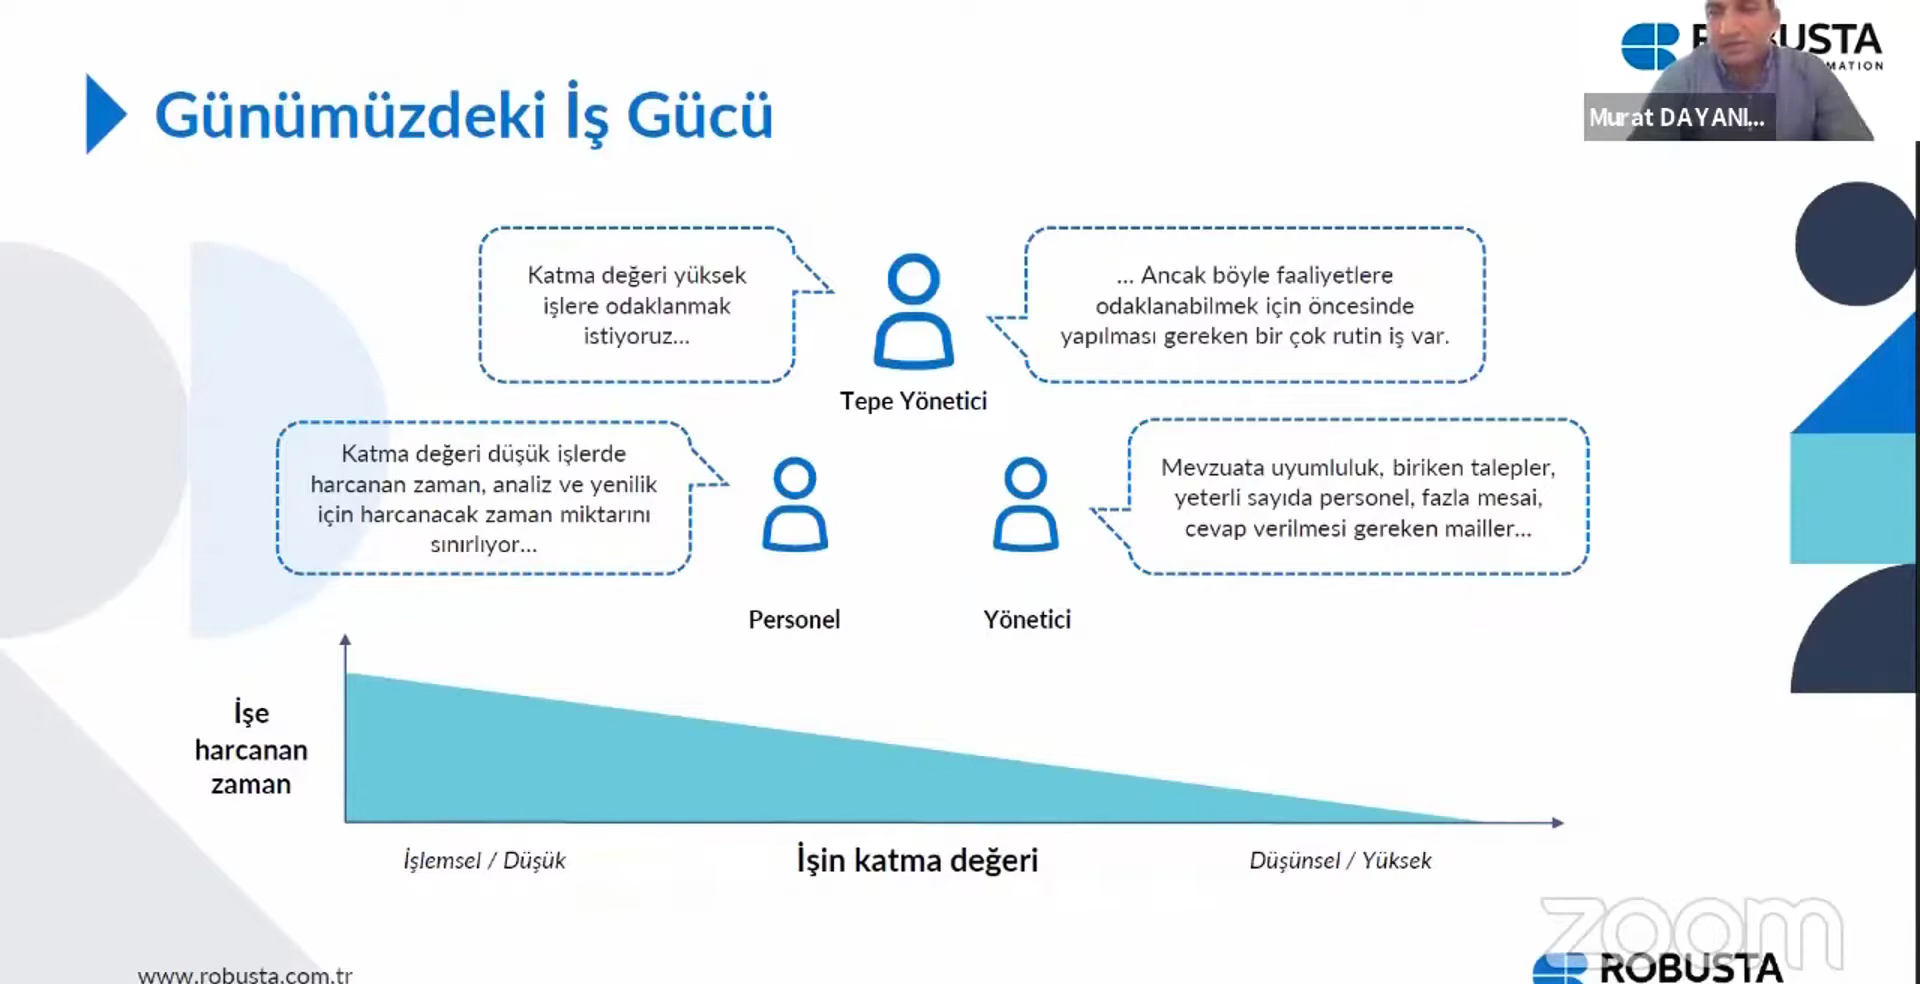 Günümüzdeki İş Gücü
USTA
MATION
Murat DAYANI...
Katma değeri yüksek
işlere odaklanmak
istiyoruz...
... Ancak böyle faaliyetlere
odaklanabilmek için öncesinde
yapılması gereken bir çok rutin iş var.
Tepe Yönetici
Katma değeri düşük işlerde
harcanan zaman, analiz ve yenilik
için harcanacak zaman miktarını
sınırlıyor...
Mevzuata uyumluluk, biriken talepler,
yeterli sayıda personel, fazla mesai,
cevap verilmesi gereken mailler...
Personel
Yönetici
İşe
harcanan
zaman
İşlemsel / Düşük
İşin katma değeri
Düşünsel / Yüksek
zoom
www.robusta.com.tr
ROBUSTA